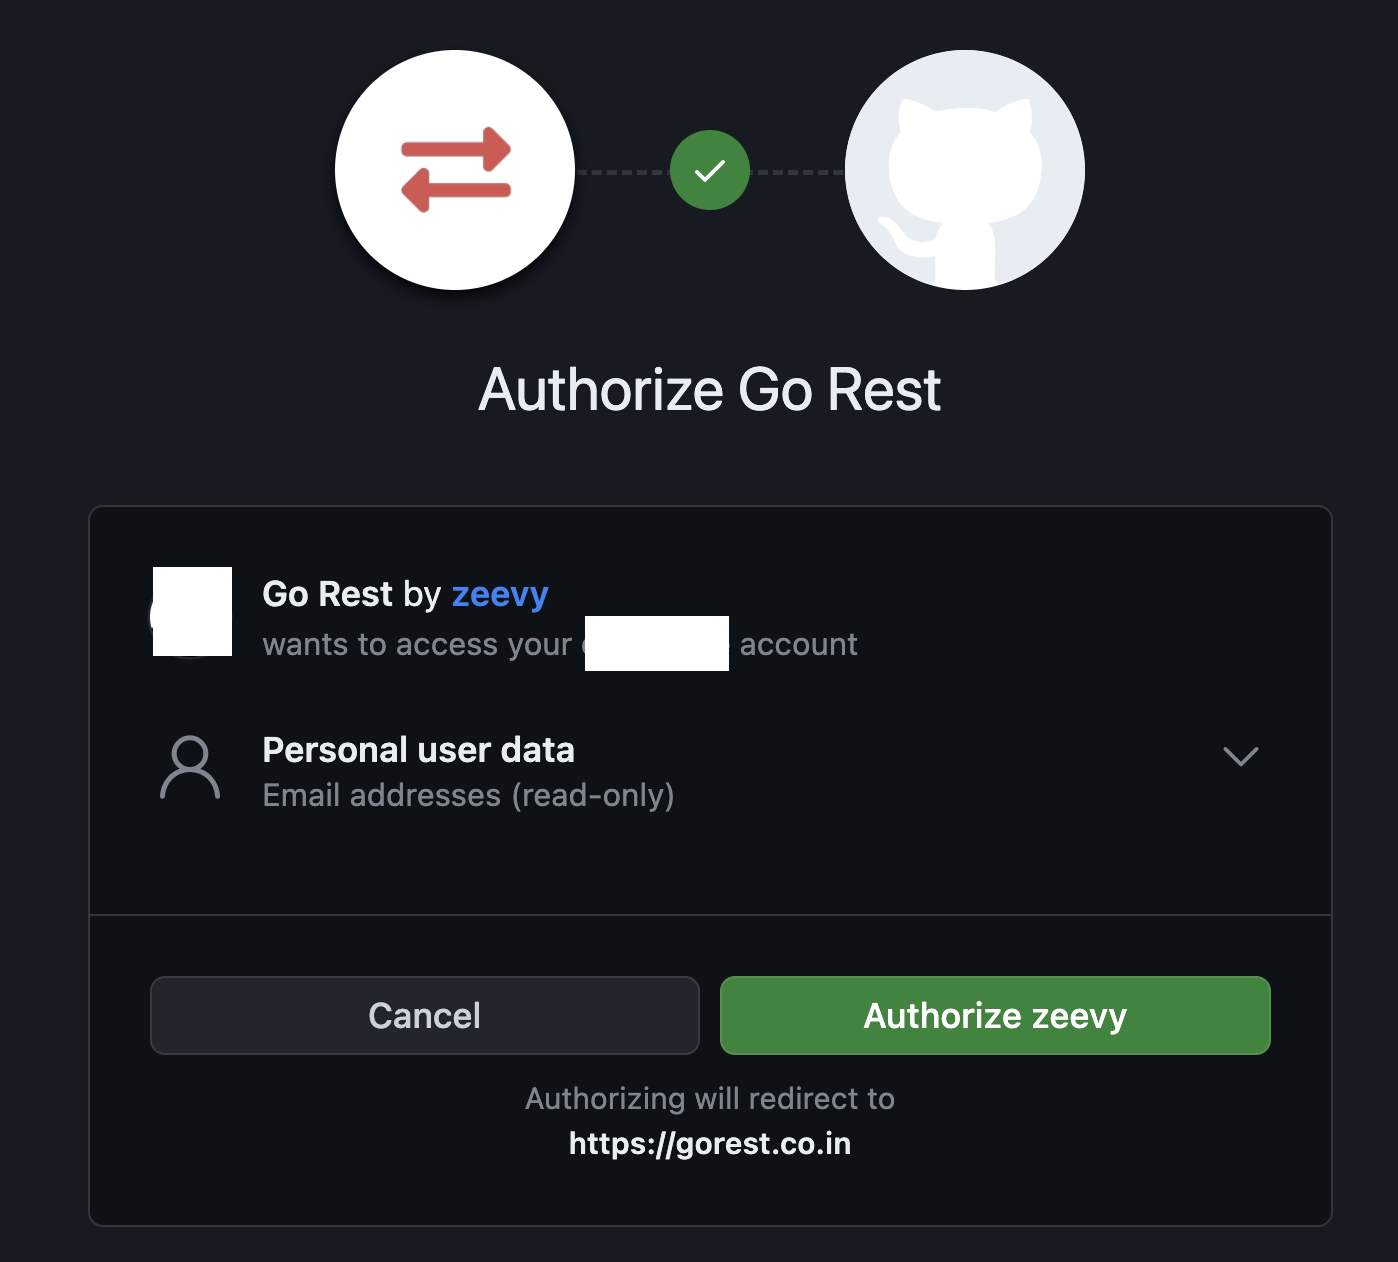 Authorize Go Rest
Go Rest by zeevy
wants to access your account
Personal user data
Email addresses (read-only)
Cancel
Authorize zeevy
Authorizing will redirect to
https://gorest.co.in